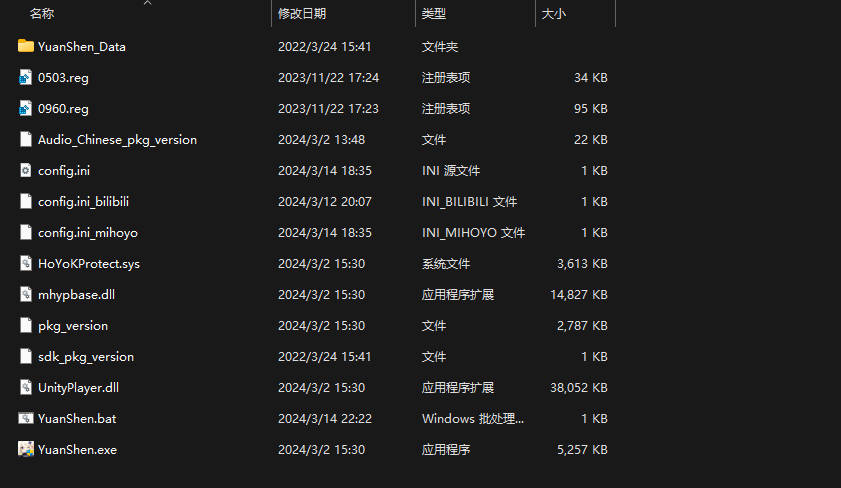 名称 修改日期 类型 大小
YuanShen_Data 2022/3/24 15:41 文件夹
0503.reg 2023/11/22 17:24 注册表项 34 KB
0960.reg 2023/11/22 17:23 注册表项 95 KB
Audio_Chinese_pkg_version 2024/3/2 13:48 文件 22 KB
config.ini 2024/3/14 18:35 INI 源文件 1 KB
config.ini_bilibili 2024/3/12 20:07 INI_BILIBILI 文件 1 KB
config.ini_mihoyo 2024/3/14 18:35 INI_MIHOYO 文件 1 KB
HoYoKProtect.sys 2024/3/2 15:30 系统文件 3,613 KB
mhypbase.dll 2024/3/2 15:30 应用程序扩展 14,827 KB
pkg_version 2024/3/2 15:30 文件 2,787 KB
sdk_pkg_version 2022/3/24 15:41 文件 1 KB
UnityPlayer.dll 2024/3/2 15:30 应用程序扩展 38,052 KB
YuanShen.bat 2024/3/14 22:22 Windows 批处理... 1 KB
YuanShen.exe 2024/3/2 15:30 应用程序 5,257 KB